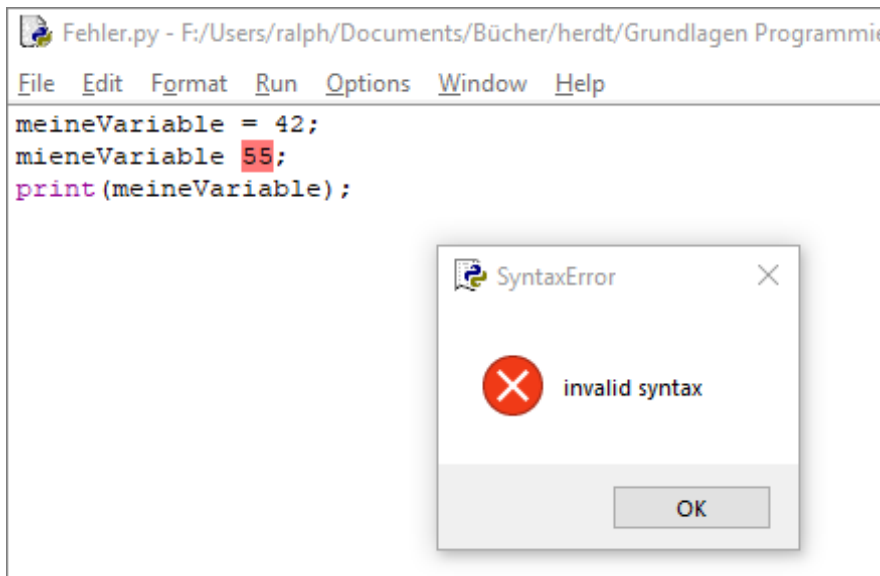 Fehler.py - F:/Users/ralph/Documents/Bücher/herdt/Grundlagen Programmie
File Edit Format Run Options Window Help
meineVariable = 42;
mieneVariable 55;
print(meineVariable);
SyntaxError
invalid syntax
OK